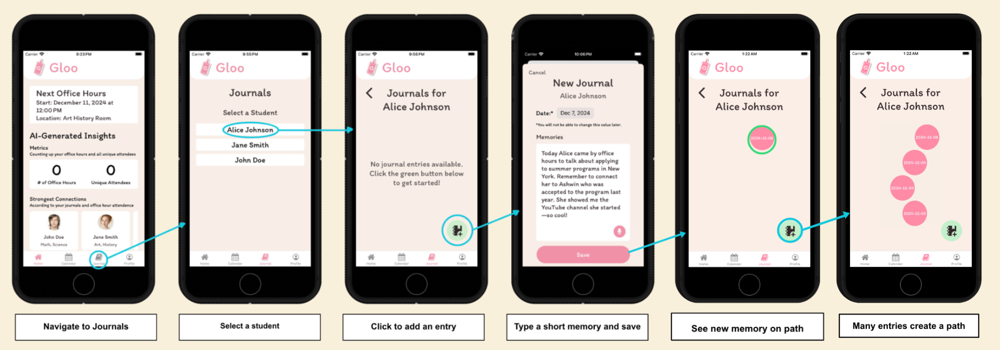 Carrier 9:23 PM
G Gloo
Next Office Hours
Start: December 11, 2024 at
12:00 PM
Location: Art History Room
AI-Generated Insights
Metrics
Counting up your office hours and all unique attendees
0 0
# of Office Hours Unique Attendees
Strongest Connections
According to your journals and office hour attendence
John Doe Jane Smith
Math, Science Art, History
Home Calendar Journal Profile
Navigate to Journals
Carrier 9:55 PM
G Gloo
Journals
Select a Student
Alice Johnson
Jane Smith
John Doe
Home Calendar Journal Profile
Select a student
Carrier 9:56 PM
G Gloo
Journals for
Alice Johnson
No journal entries available.
Click the green button below
to get started!
Home Calendar Journal Profile
Click to add an entry
Carrier 10:06 PM
Cancel
New Journal
Alice Johnson
Date:* Dec 7, 2024
*You will not be able to change this value later.
Memories
Today Alice came by office
hours to talk about applying
to summer programs in New
York. Remember to connect
her to Ashwin who was
accepted to the program last
year. She showed me the
YouTube channel she started
—so cool!
Save
Type a short memory and save
Carrier 1:22 AM
G Gloo
Journals for
Alice Johnson
2024-12-08
Home Calendar Journal Profile
See new memory on path
Carrier 1:22 AM
G Gloo
Journals for
Alice Johnson
2024-12-08
2024-12-05
2024-12-04
2024-12-02
Home Calendar Journal Profile
Many entries create a path